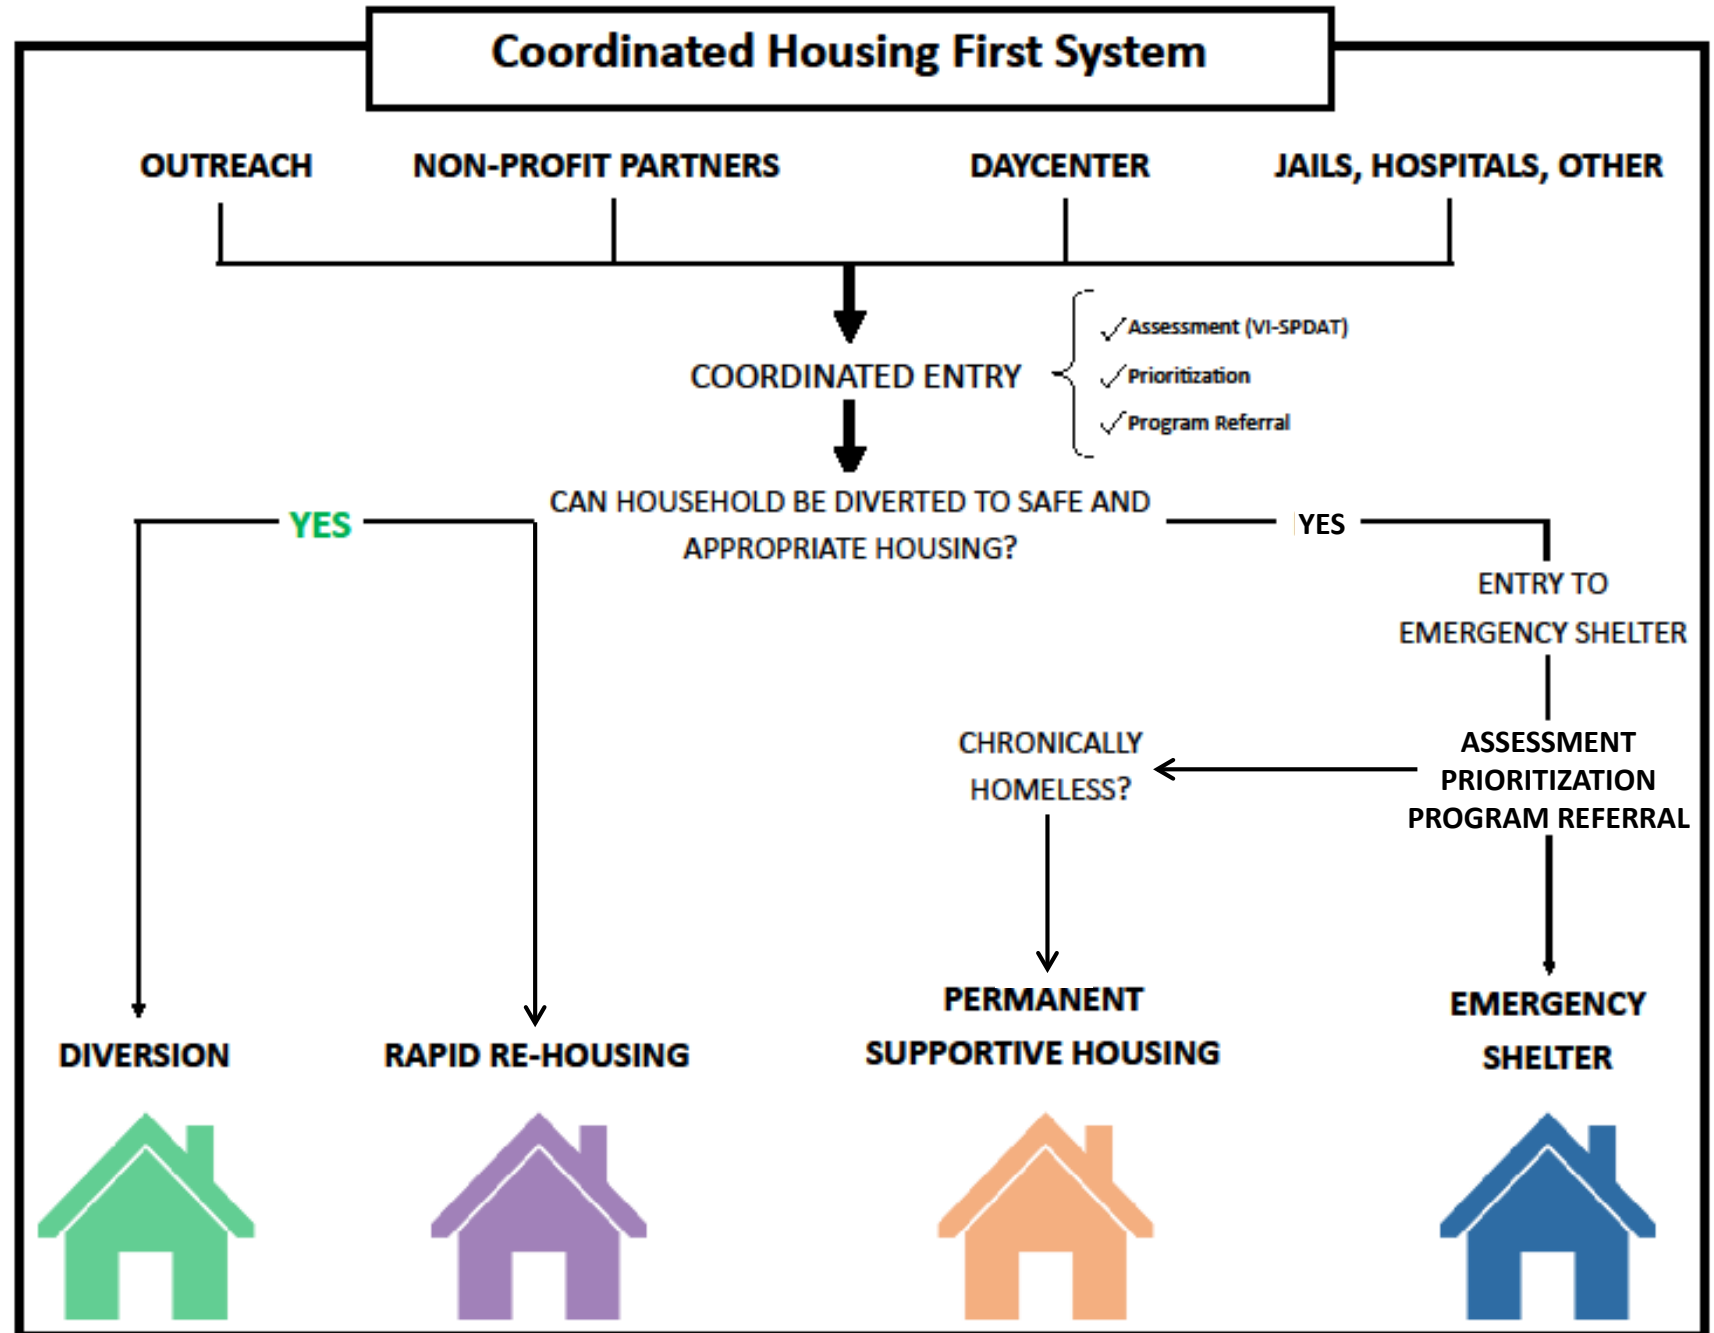 Coordinated Housing First System
OUTREACH
NON-PROFIT PARTNERS
DAYCENTER
JAILS, HOSPITALS, OTHER
COORDINATED ENTRY
Assessment (VI-SPDAT)
Prioritization
Program Referral
CAN HOUSEHOLD BE DIVERTED TO SAFE AND
APPROPRIATE HOUSING?
YES
YES
ENTRY TO
EMERGENCY SHELTER
CHRONICALLY
HOMELESS?
ASSESSMENT
PRIORITIZATION
PROGRAM REFERRAL
DIVERSION
RAPID RE-HOUSING
PERMANENT
SUPPORTIVE HOUSING
EMERGENCY
SHELTER